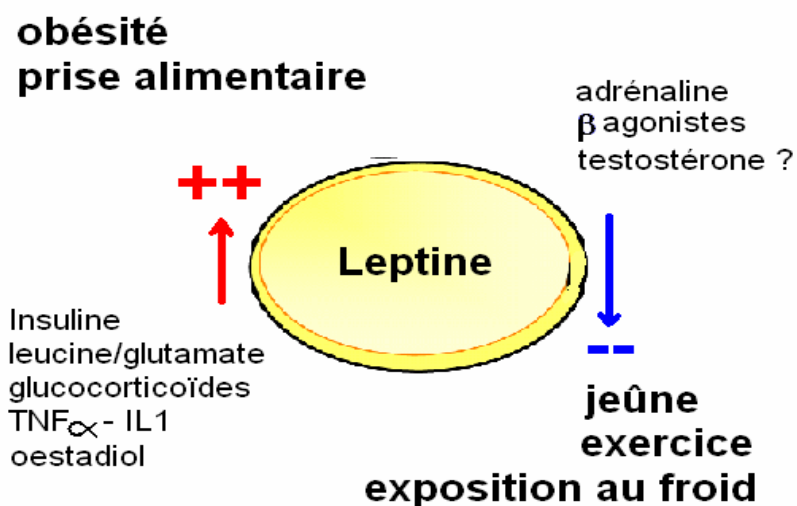 obésité
prise alimentaire
adrénaline
β agonistes
testostérone ?
++
Leptine
Insuline
leucine/glutamate
glucocorticoïdes
TNFα - IL1
oestadiol
--
jeûne
exercice
exposition au froid